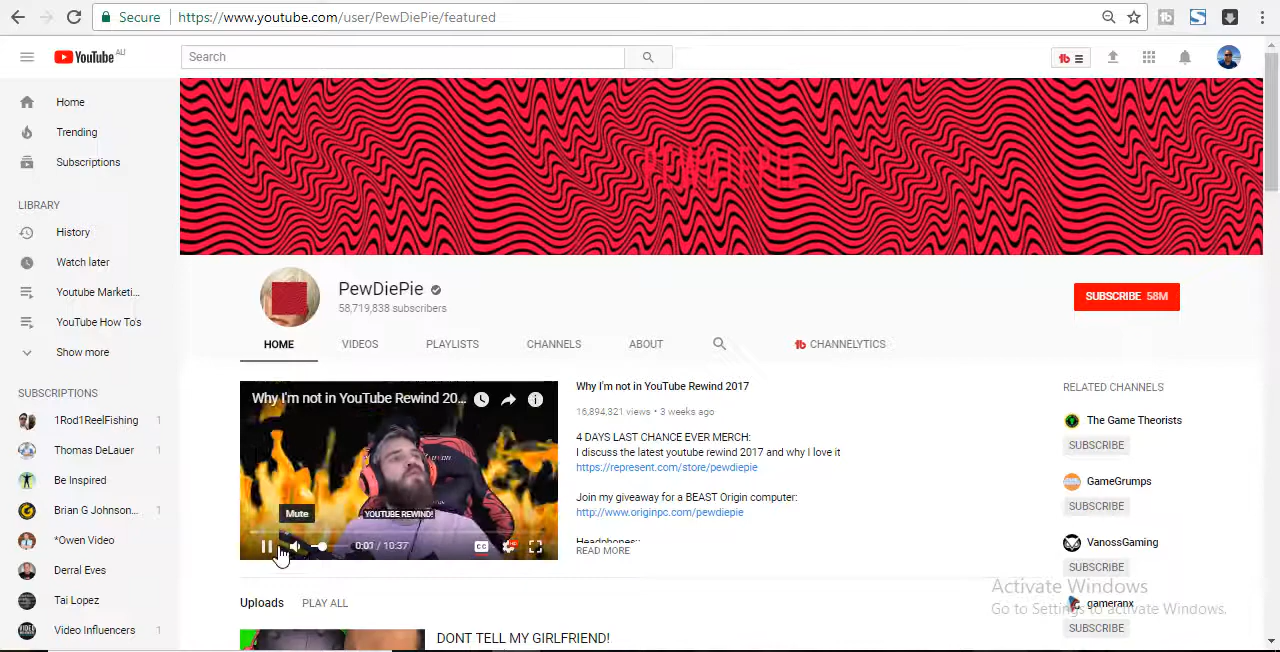 Secure
https://www.youtube.com/user/PewDiePie/featured
YouTube AU
Search
Home
Trending
Subscriptions
LIBRARY
History
Watch later
Youtube Marketi...
YouTube How To's
Show more
SUBSCRIPTIONS
1Rod1ReelFishing 1
Thomas DeLauer 1
Be Inspired
Brian G Johnson...
*Owen Video
Derral Eves
Tai Lopez
Video Influencers 1
PEWDIEPIE
PewDiePie
58,719,838 subscribers
SUBSCRIBE 58M
HOME VIDEOS PLAYLISTS CHANNELS ABOUT CHANNELYTICS
Why I'm not in YouTube Rewind 20...
Mute
YOUTUBE REWIND!
0:01 / 10:37
Why I'm not in YouTube Rewind 2017
16,894,321 views • 3 weeks ago
4 DAYS LAST CHANCE EVER MERCH:
I discuss the latest youtube rewind 2017 and why I love it
https://represent.com/store/pewdiepie
Join my giveaway for a BEAST Origin computer:
http://www.originpc.com/pewdiepie
Headphones:
READ MORE
RELATED CHANNELS
The Game Theorists
SUBSCRIBE
GameGrumps
SUBSCRIBE
VanossGaming
SUBSCRIBE
gameranx
SUBSCRIBE
Activate Windows
Go to Settings to activate Windows.
Uploads PLAY ALL
DONT TELL MY GIRLFRIEND!